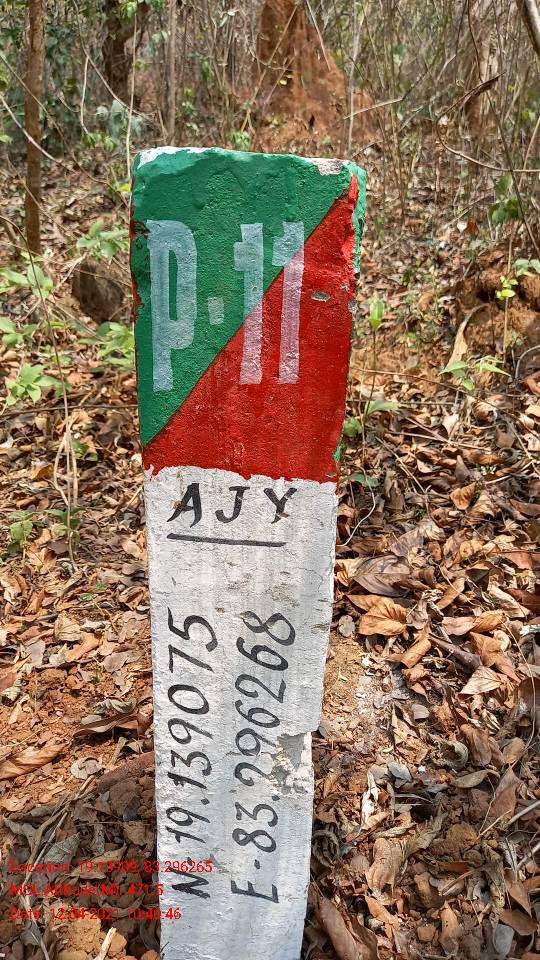 P-11
AJY
N-19.139075
E-83.296268
Location: 19.13909, 83.296265
MSL Altitude(M): 471.5
Date: 12-04-2021 10:40:46